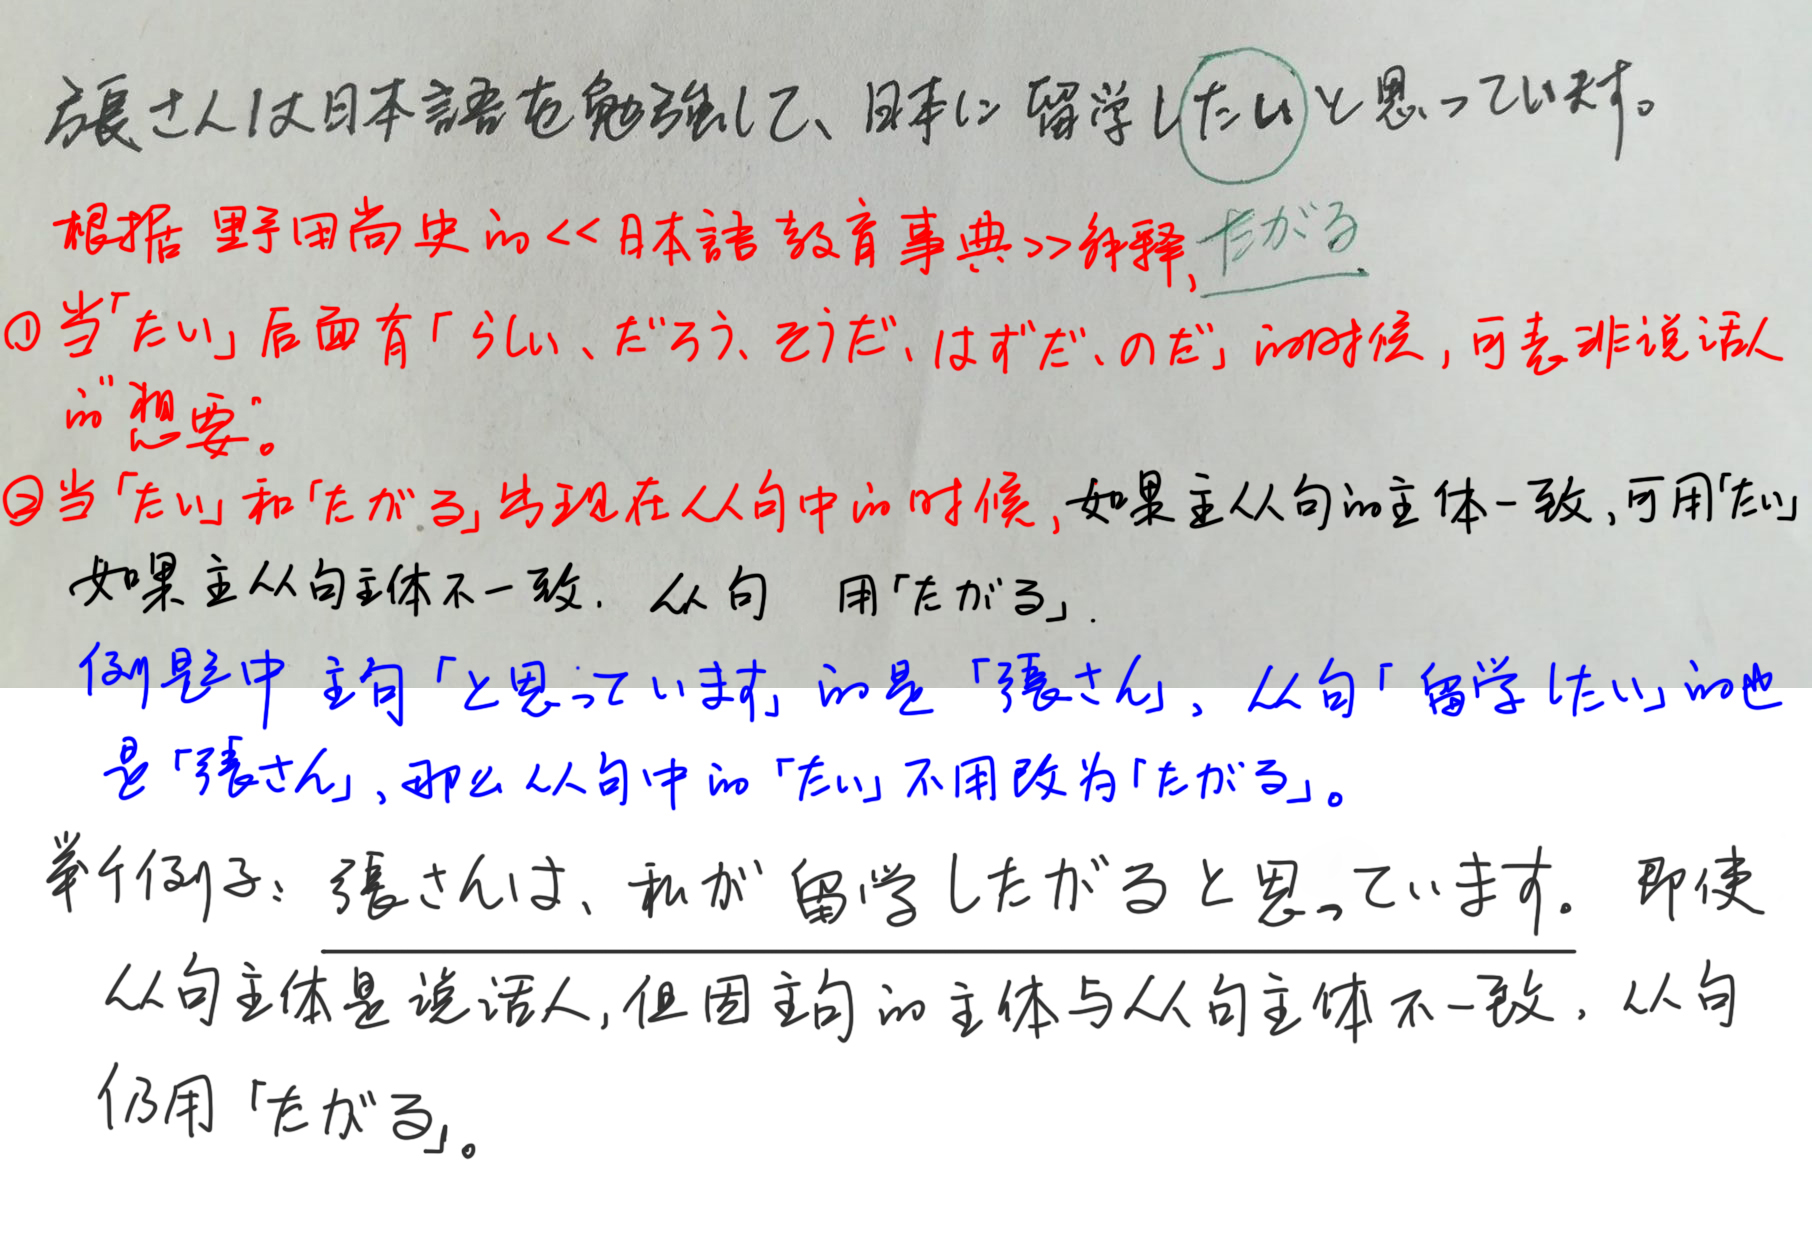 張さんは日本語を勉強して、日本に留学したいと思っています。
根据野田尚史的<<日本語教育事典>>解释,
たがる
①当「たい」后面有「らしい、だろう、そうだ、はずだ、のだ」的时候,可表非说话人
的"想要"。
②当「たい」和「たがる」出现在从句中的时候,如果主从句的主体一致,可用「たい」
如果主从句主体不一致. 从句 用「たがる」.
例题中 主句「と思っています」的是「張さん」、从句「留学したい」的也
是「張さん」、那么从句中的「たい」不用改为「たがる」。
举个例子:張さんは、私が留学したがると思っています。即使
从句主体是说话人,但因主句的主体与从句主体不一致,从句
仍用「たがる」。